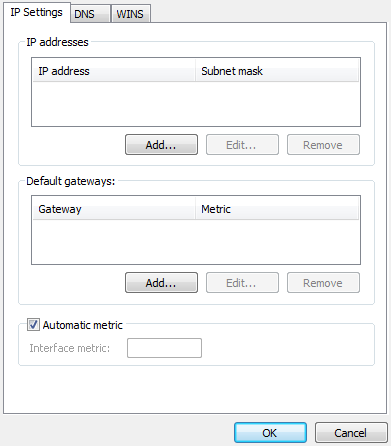 IP Settings DNS WINS
IP addresses
IP address Subnet mask
Add... Edit... Remove
Default gateways:
Gateway Metric
Add... Edit... Remove
Automatic metric
Interface metric:
OK Cancel